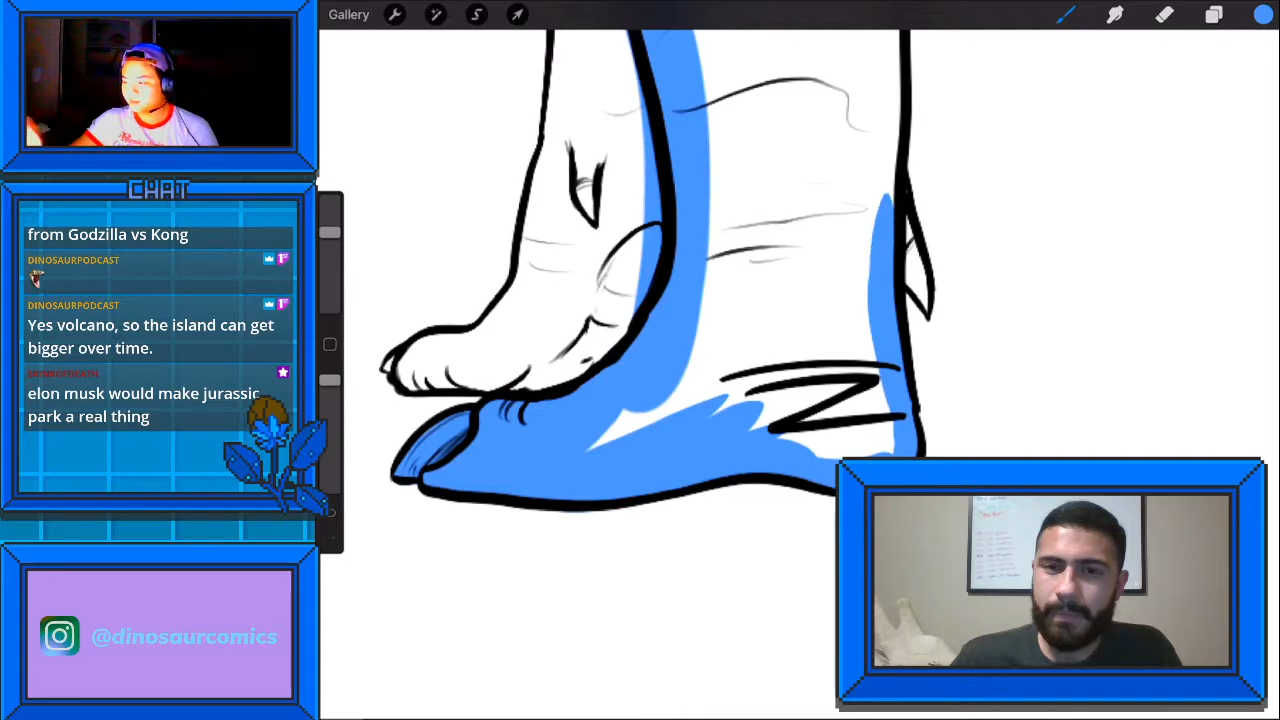 Gallery
CHAT
from Godzilla vs Kong
DINOSAURPODCAST
DINOSAURPODCAST
Yes volcano, so the island can get
bigger over time.
elon musk would make jurassic
park a real thing
@dinosaurcomics